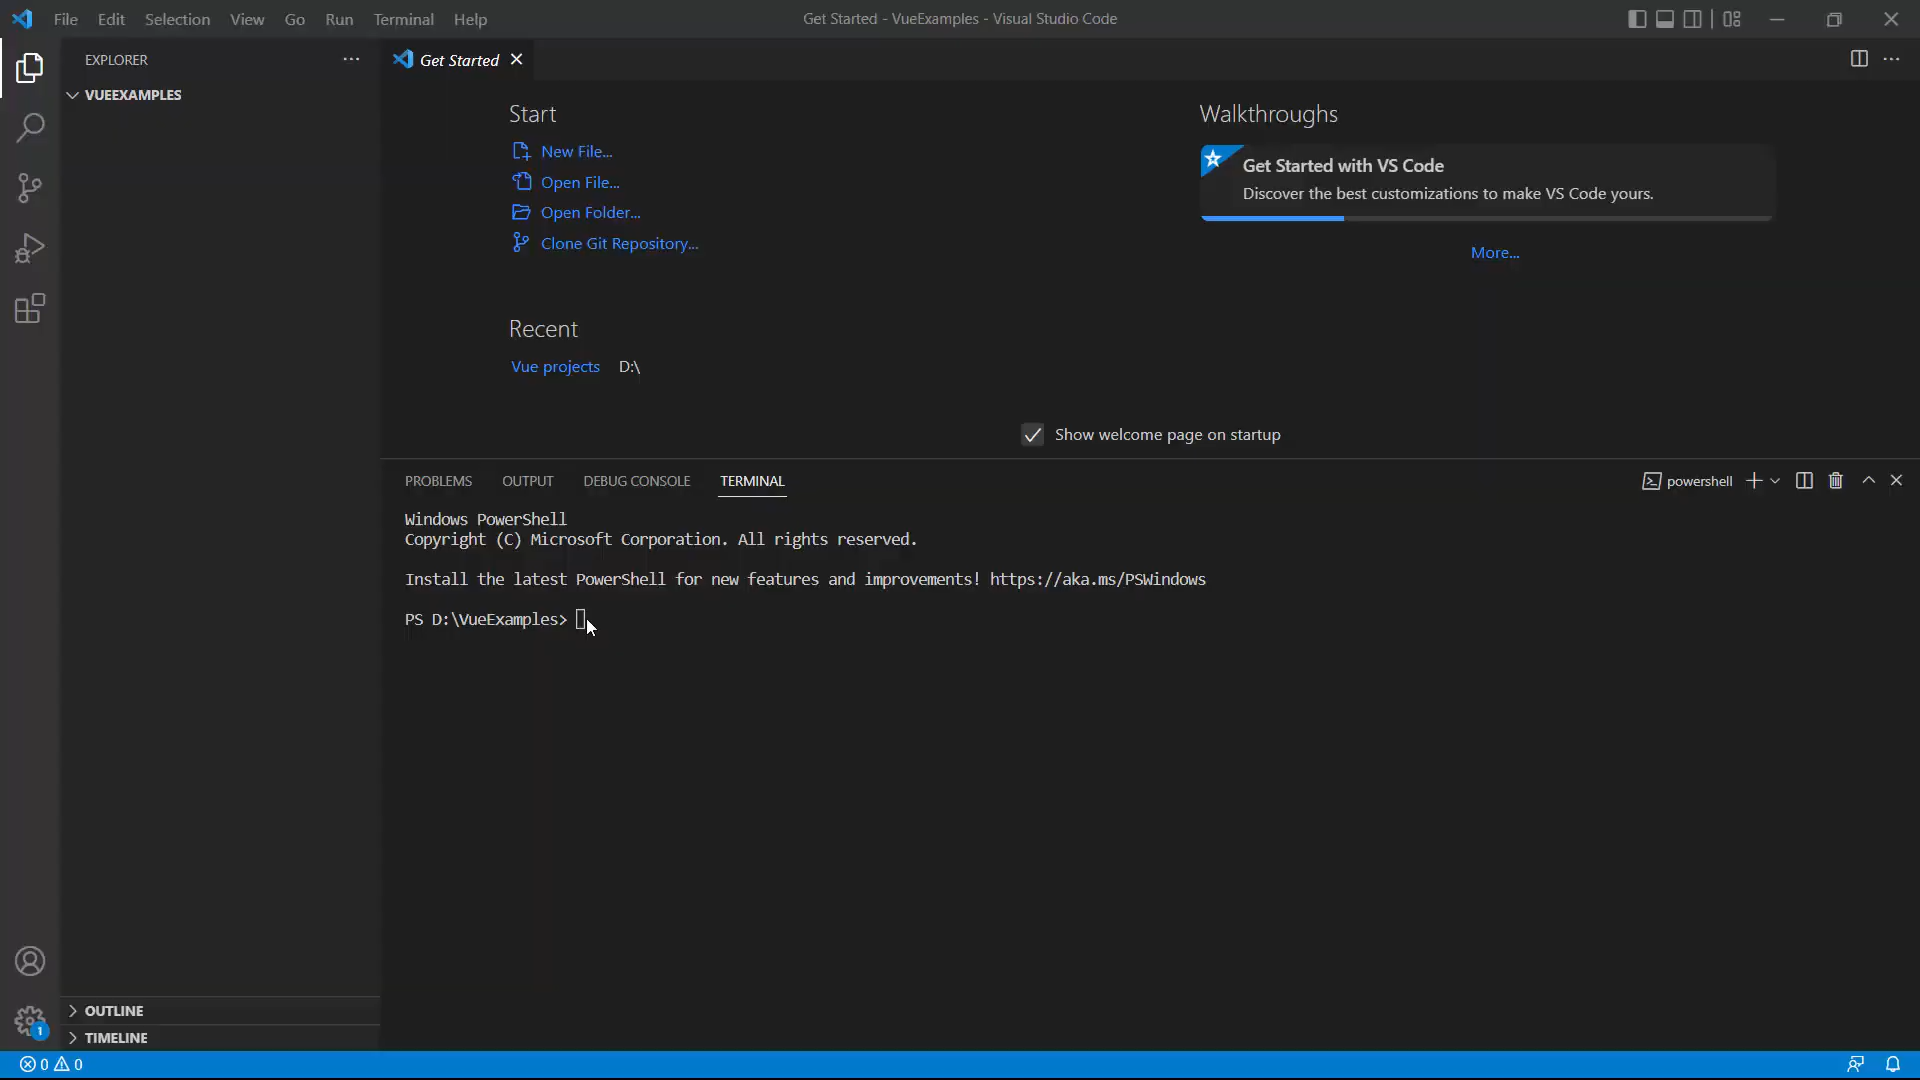 File Edit Selection View Go Run Terminal Help
Get Started - VueExamples - Visual Studio Code
EXPLORER
···
Get Started
···
VUEEXAMPLES
Start
New File...
Open File...
Open Folder...
Clone Git Repository...
Recent
Vue projects D:\
Walkthroughs
Get Started with VS Code
Discover the best customizations to make VS Code yours.
More...
Show welcome page on startup
PROBLEMS OUTPUT DEBUG CONSOLE TERMINAL
powershell
Windows PowerShell
Copyright (C) Microsoft Corporation. All rights reserved.
Install the latest PowerShell for new features and improvements! https://aka.ms/PSWindows
PS D:\VueExamples>
OUTLINE
1
TIMELINE
0 0